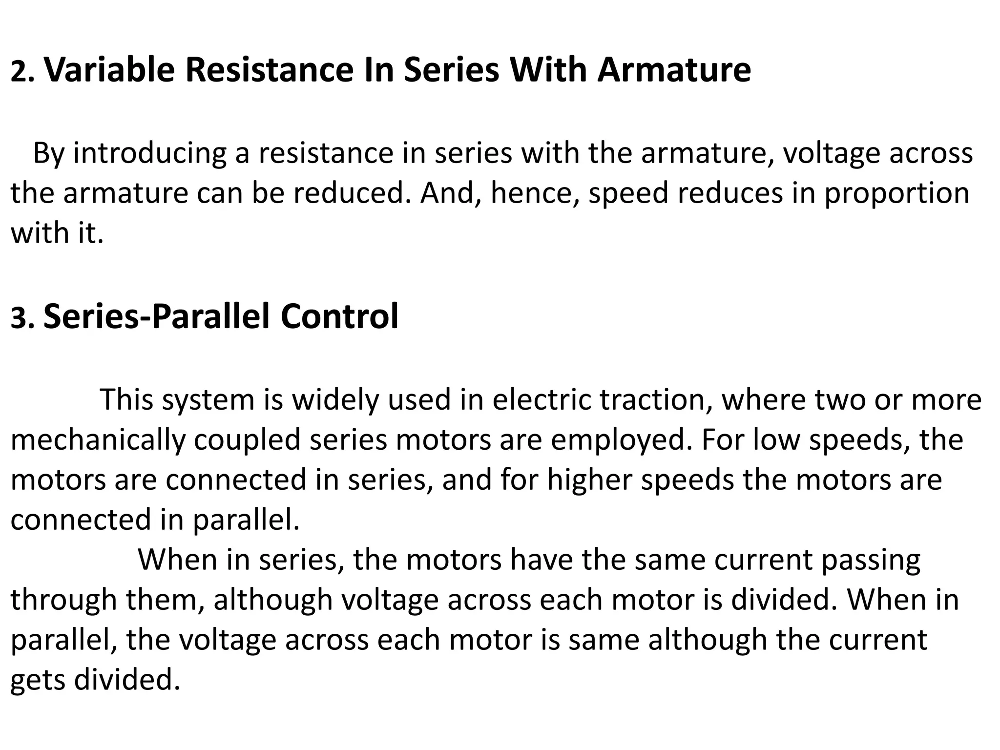 2. Variable Resistance In Series With Armature
By introducing a resistance in series with the armature, voltage across
the armature can be reduced. And, hence, speed reduces in proportion
with it.
3. Series-Parallel Control
This system is widely used in electric traction, where two or more
mechanically coupled series motors are employed. For low speeds, the
motors are connected in series, and for higher speeds the motors are
connected in parallel.
When in series, the motors have the same current passing
through them, although voltage across each motor is divided. When in
parallel, the voltage across each motor is same although the current
gets divided.